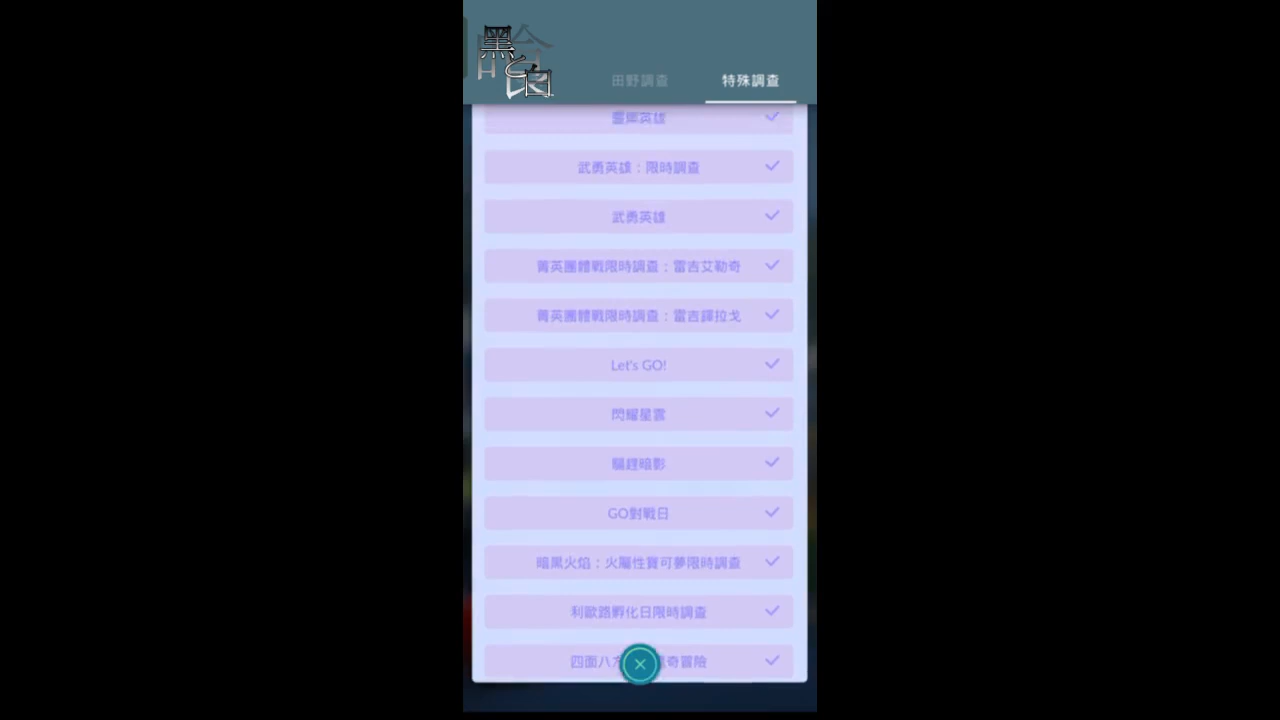 黑
白
田野調查
特殊調查
英雄
武勇英雄：限時調查
武勇英雄
菁英團體戰限時調查：雷吉艾勒奇
菁英團體戰限時調查：雷吉鐸拉戈
Let's GO!
閃耀星雲
驅趕暗影
GO對戰日
暗黑火焰：火屬性寶可夢限時調查
利歐路孵化日限時調查
四面八 奇冒險